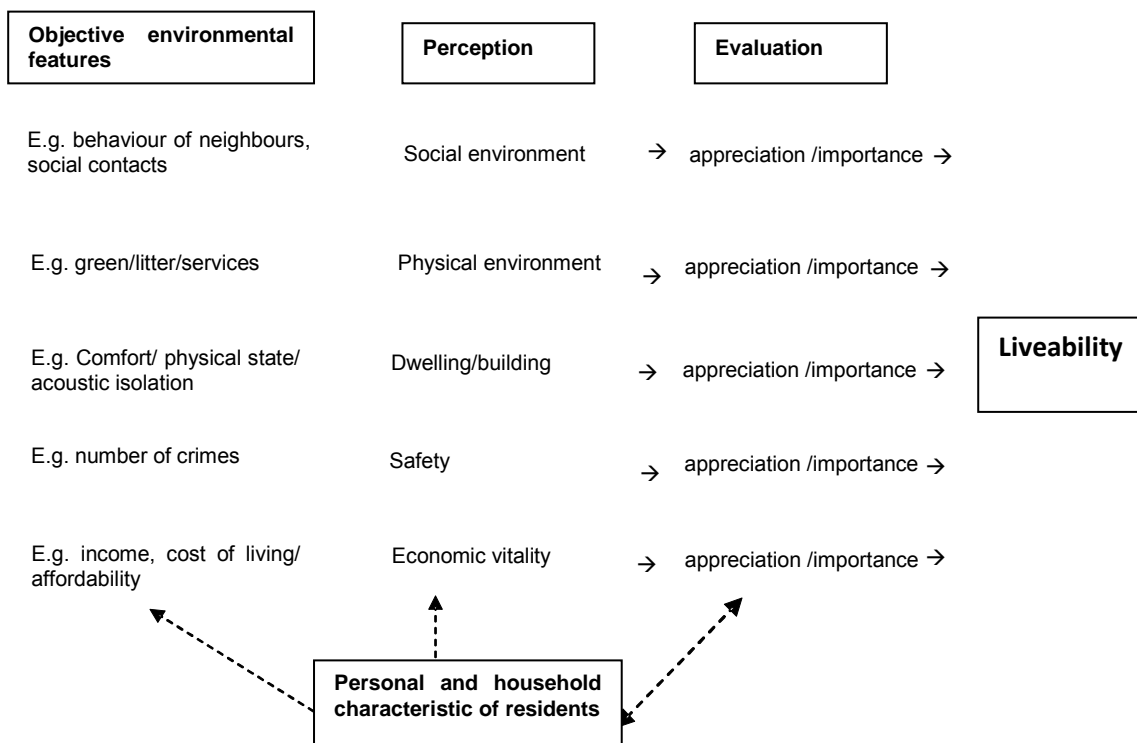 Objective environmental
features
Perception
Evaluation
E.g. behaviour of neighbours,
social contacts
Social environment
→
appreciation /importance →
E.g. green/litter/services
Physical environment
→
appreciation /importance →
E.g. Comfort/ physical state/
acoustic isolation
Dwelling/building
→
appreciation /importance →
Liveability
E.g. number of crimes
Safety
→
appreciation /importance →
E.g. income, cost of living/
affordability
Economic vitality
→
appreciation /importance →
Personal and household
characteristic of residents